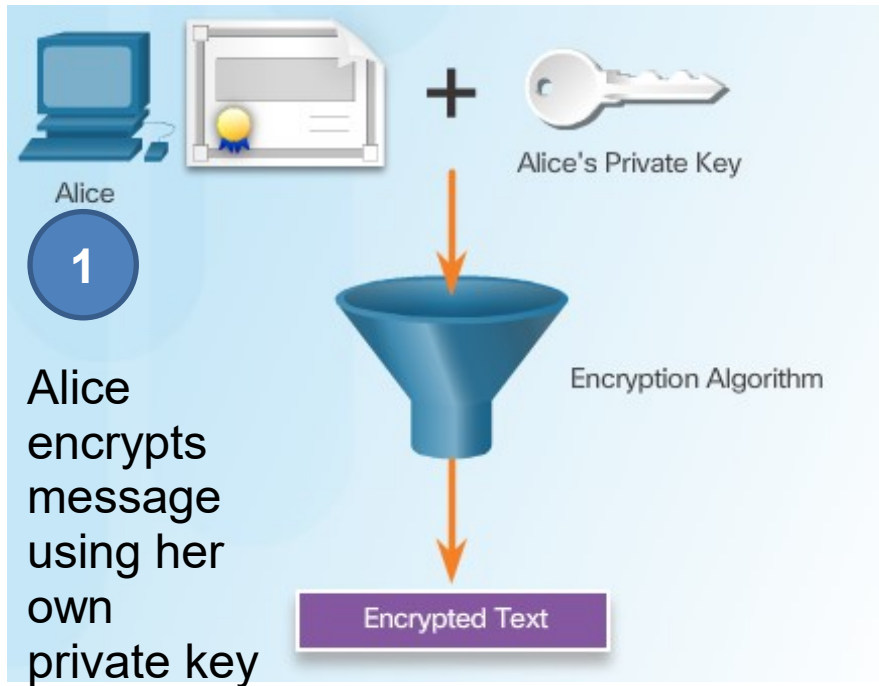 +
Alice's Private Key
Alice
1
Alice
encrypts
message
using her
own
private key
Encryption Algorithm
Encrypted Text